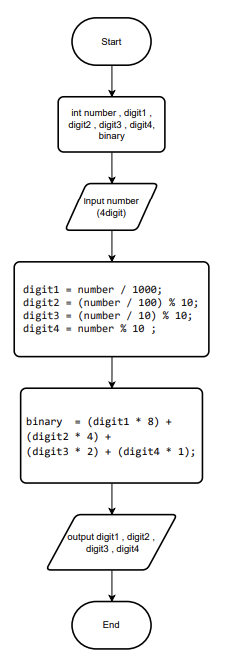 Start
int number , digit1 ,
digit2 , digit3 , digit4,
binary
Input number
(4digit)
digit1 = number / 1000;
digit2 = (number / 100) % 10;
digit3 = (number / 10) % 10;
digit4 = number % 10 ;
binary  = (digit1 * 8) +
(digit2 * 4) +
(digit3 * 2) + (digit4 * 1);
output digit1 , digit2 ,
digit3 , digit4
End